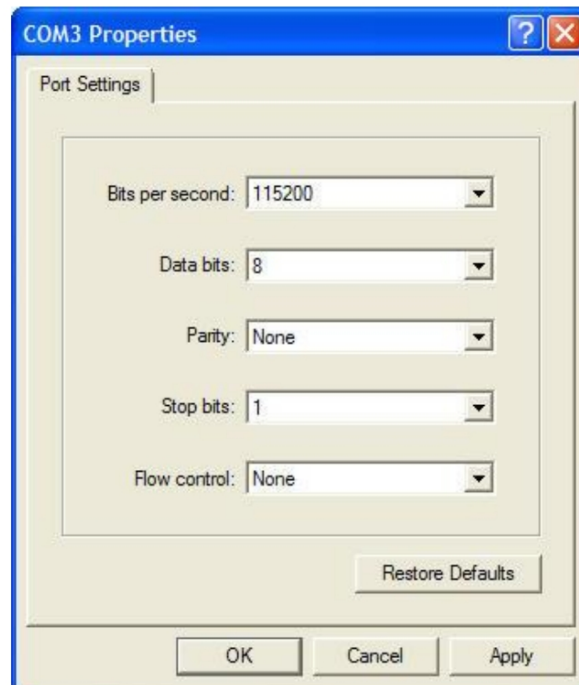 COM3 Properties
Port Settings
Bits per second: 115200
Data bits: 8
Parity: None
Stop bits: 1
Flow control: None
Restore Defaults
OK Cancel Apply